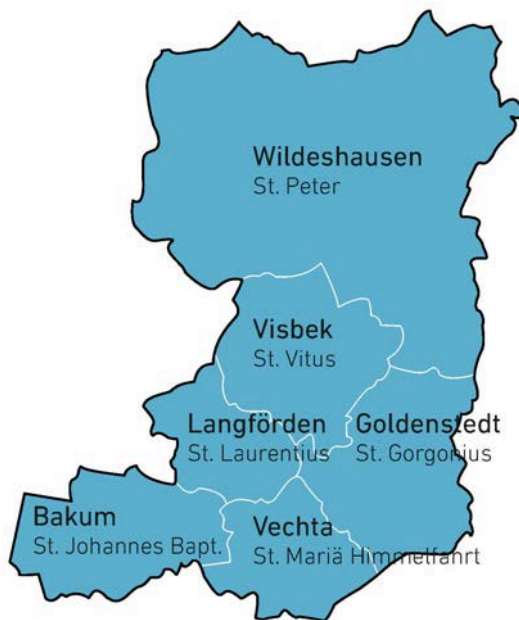 Wildeshausen
St. Peter
Visbek
St. Vitus
Langförden
St. Laurentius
Goldenstedt
St. Gorgonius
Bakum
St. Johannes Bapt.
Vechta
St. Mariä Himmelfahrt